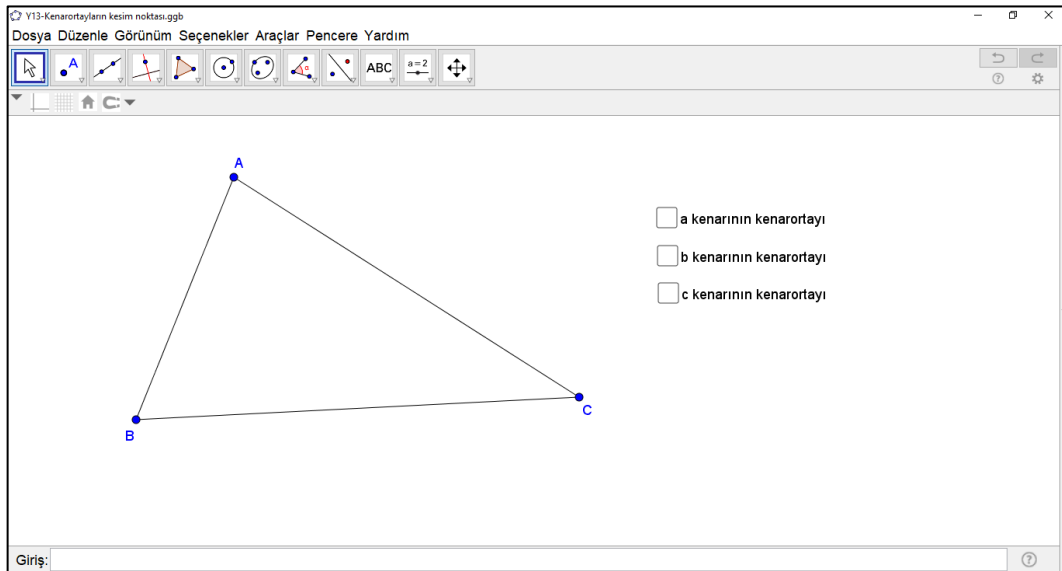 Y13-Kenarortayların kesim noktası.ggb
Dosya Düzenle Görünüm Seçenekler Araçlar Pencere Yardım
A ABC a=2
A
a kenarının kenarortayı
b kenarının kenarortayı
c kenarının kenarortayı
C
B
Giriş: